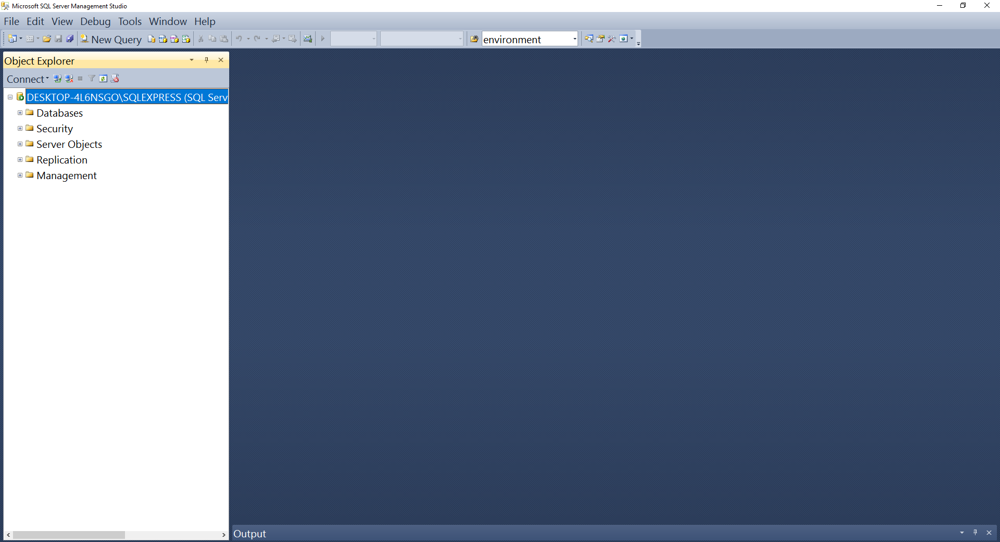 Microsoft SQL Server Management Studio
File Edit View Debug Tools Window Help
New Query environment
Object Explorer
Connect
DESKTOP-4L6NSGO\SQLEXPRESS (SQL Serv
Databases
Security
Server Objects
Replication
Management
Output